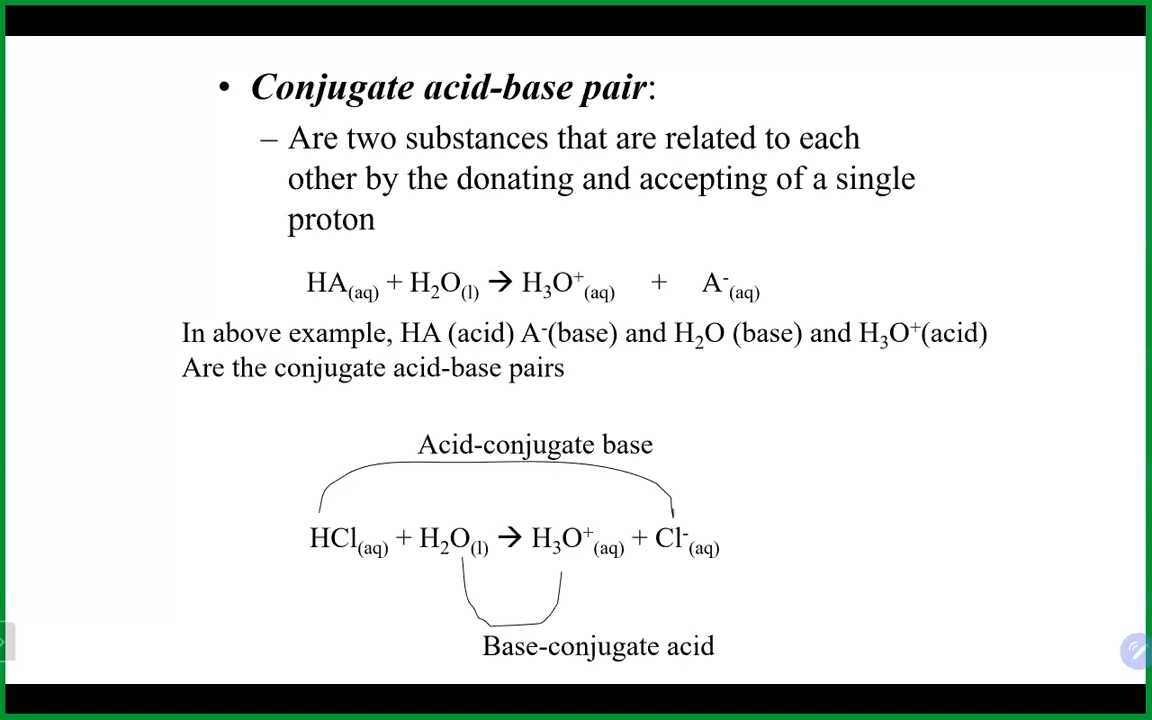 • Conjugate acid-base pair:
– Are two substances that are related to each
other by the donating and accepting of a single
proton
HA(aq) + H₂O(l) → H₃O⁺(aq) + A⁻(aq)
In above example, HA (acid) A⁻(base) and H₂O (base) and H₃O⁺(acid)
Are the conjugate acid-base pairs
Acid-conjugate base
HCl(aq) + H₂O(l) → H₃O⁺(aq) + Cl⁻(aq)
Base-conjugate acid